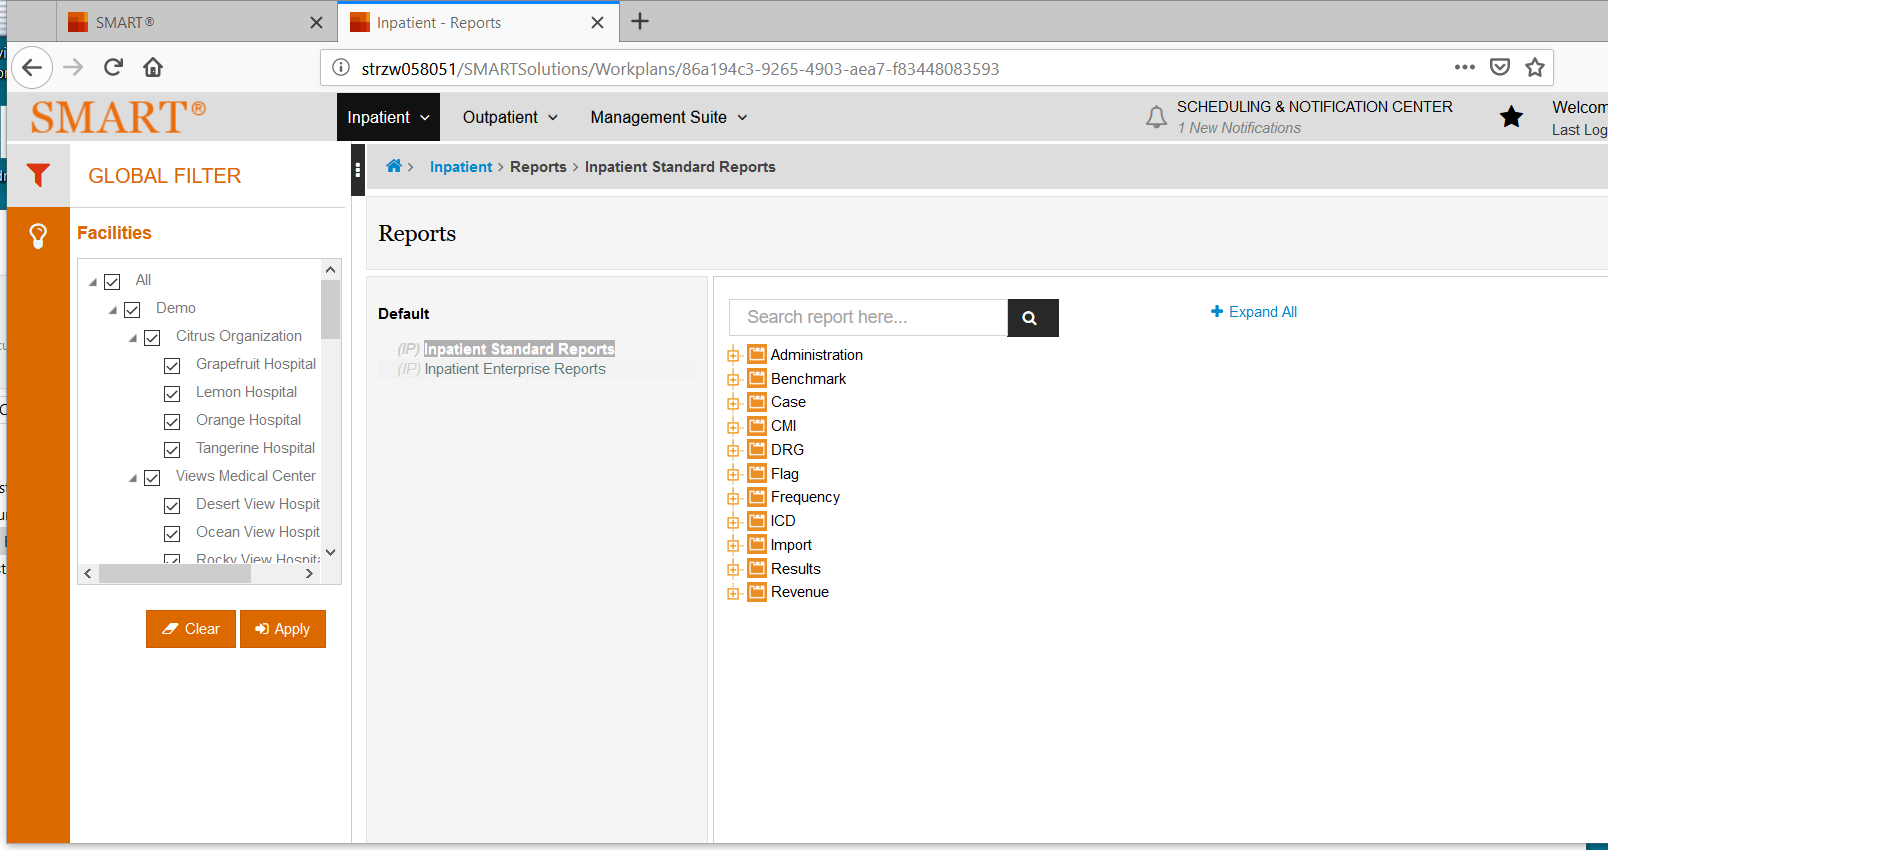 SMART®
Inpatient - Reports
strzw058051/SMARTSolutions/Workplans/86a194c3-9265-4903-aea7-f83448083593
SMART®
Inpatient
Outpatient
Management Suite
SCHEDULING & NOTIFICATION CENTER
1 New Notifications
Welcom
Last Log
GLOBAL FILTER
Inpatient > Reports > Inpatient Standard Reports
Facilities
All
Demo
Citrus Organization
Grapefruit Hospital
Lemon Hospital
Orange Hospital
Tangerine Hospital
Views Medical Center
Desert View Hospit
Ocean View Hospit
Rocky View Hospita
Clear
Apply
Reports
Default
(IP) Inpatient Standard Reports
(IP) Inpatient Enterprise Reports
Search report here...
Expand All
Administration
Benchmark
Case
CMI
DRG
Flag
Frequency
ICD
Import
Results
Revenue